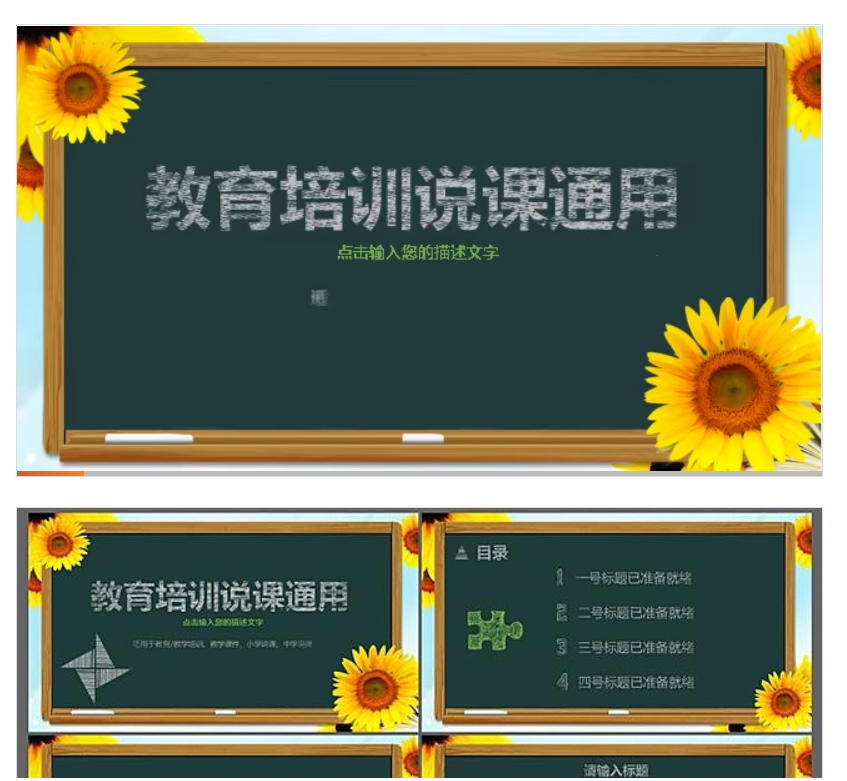 教育培训说课通用
点击输入您的描述文字
适
教育培训说课通用
点击输入您的描述文字
适用于教育/教学培训、教学课件、小学说课、中学说课
目录
1 一号标题已准备就绪
2 二号标题已准备就绪
3 三号标题已准备就绪
4 四号标题已准备就绪
请输入标题